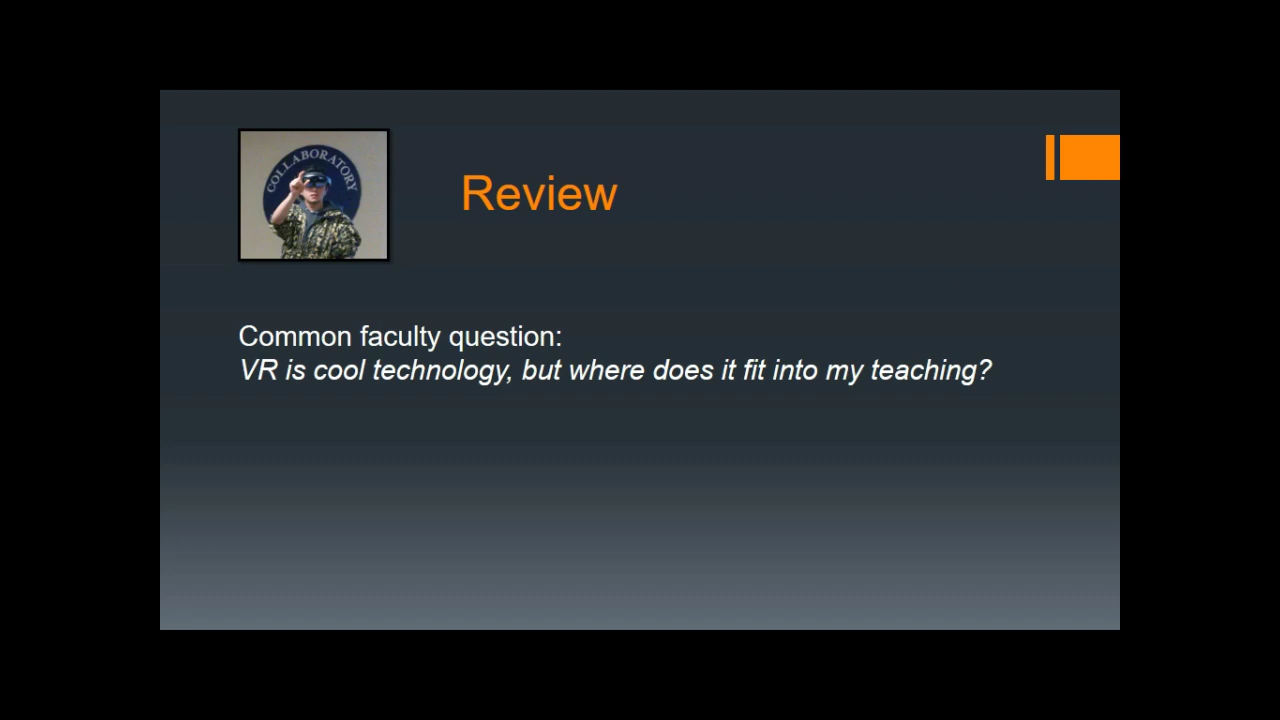 COLLABORATORY
Review
Common faculty question:
VR is cool technology, but where does it fit into my teaching?